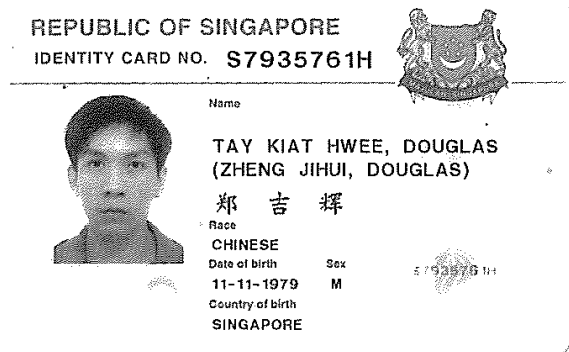 REPUBLIC OF SINGAPORE
IDENTITY CARD NO. S7935761H
Name
TAY KIAT HWEE, DOUGLAS
(ZHENG JIHUI, DOUGLAS)
郑 吉 辉
Race
CHINESE
Date of birth Sex
11-11-1979 M
S7935761H
Country of birth
SINGAPORE